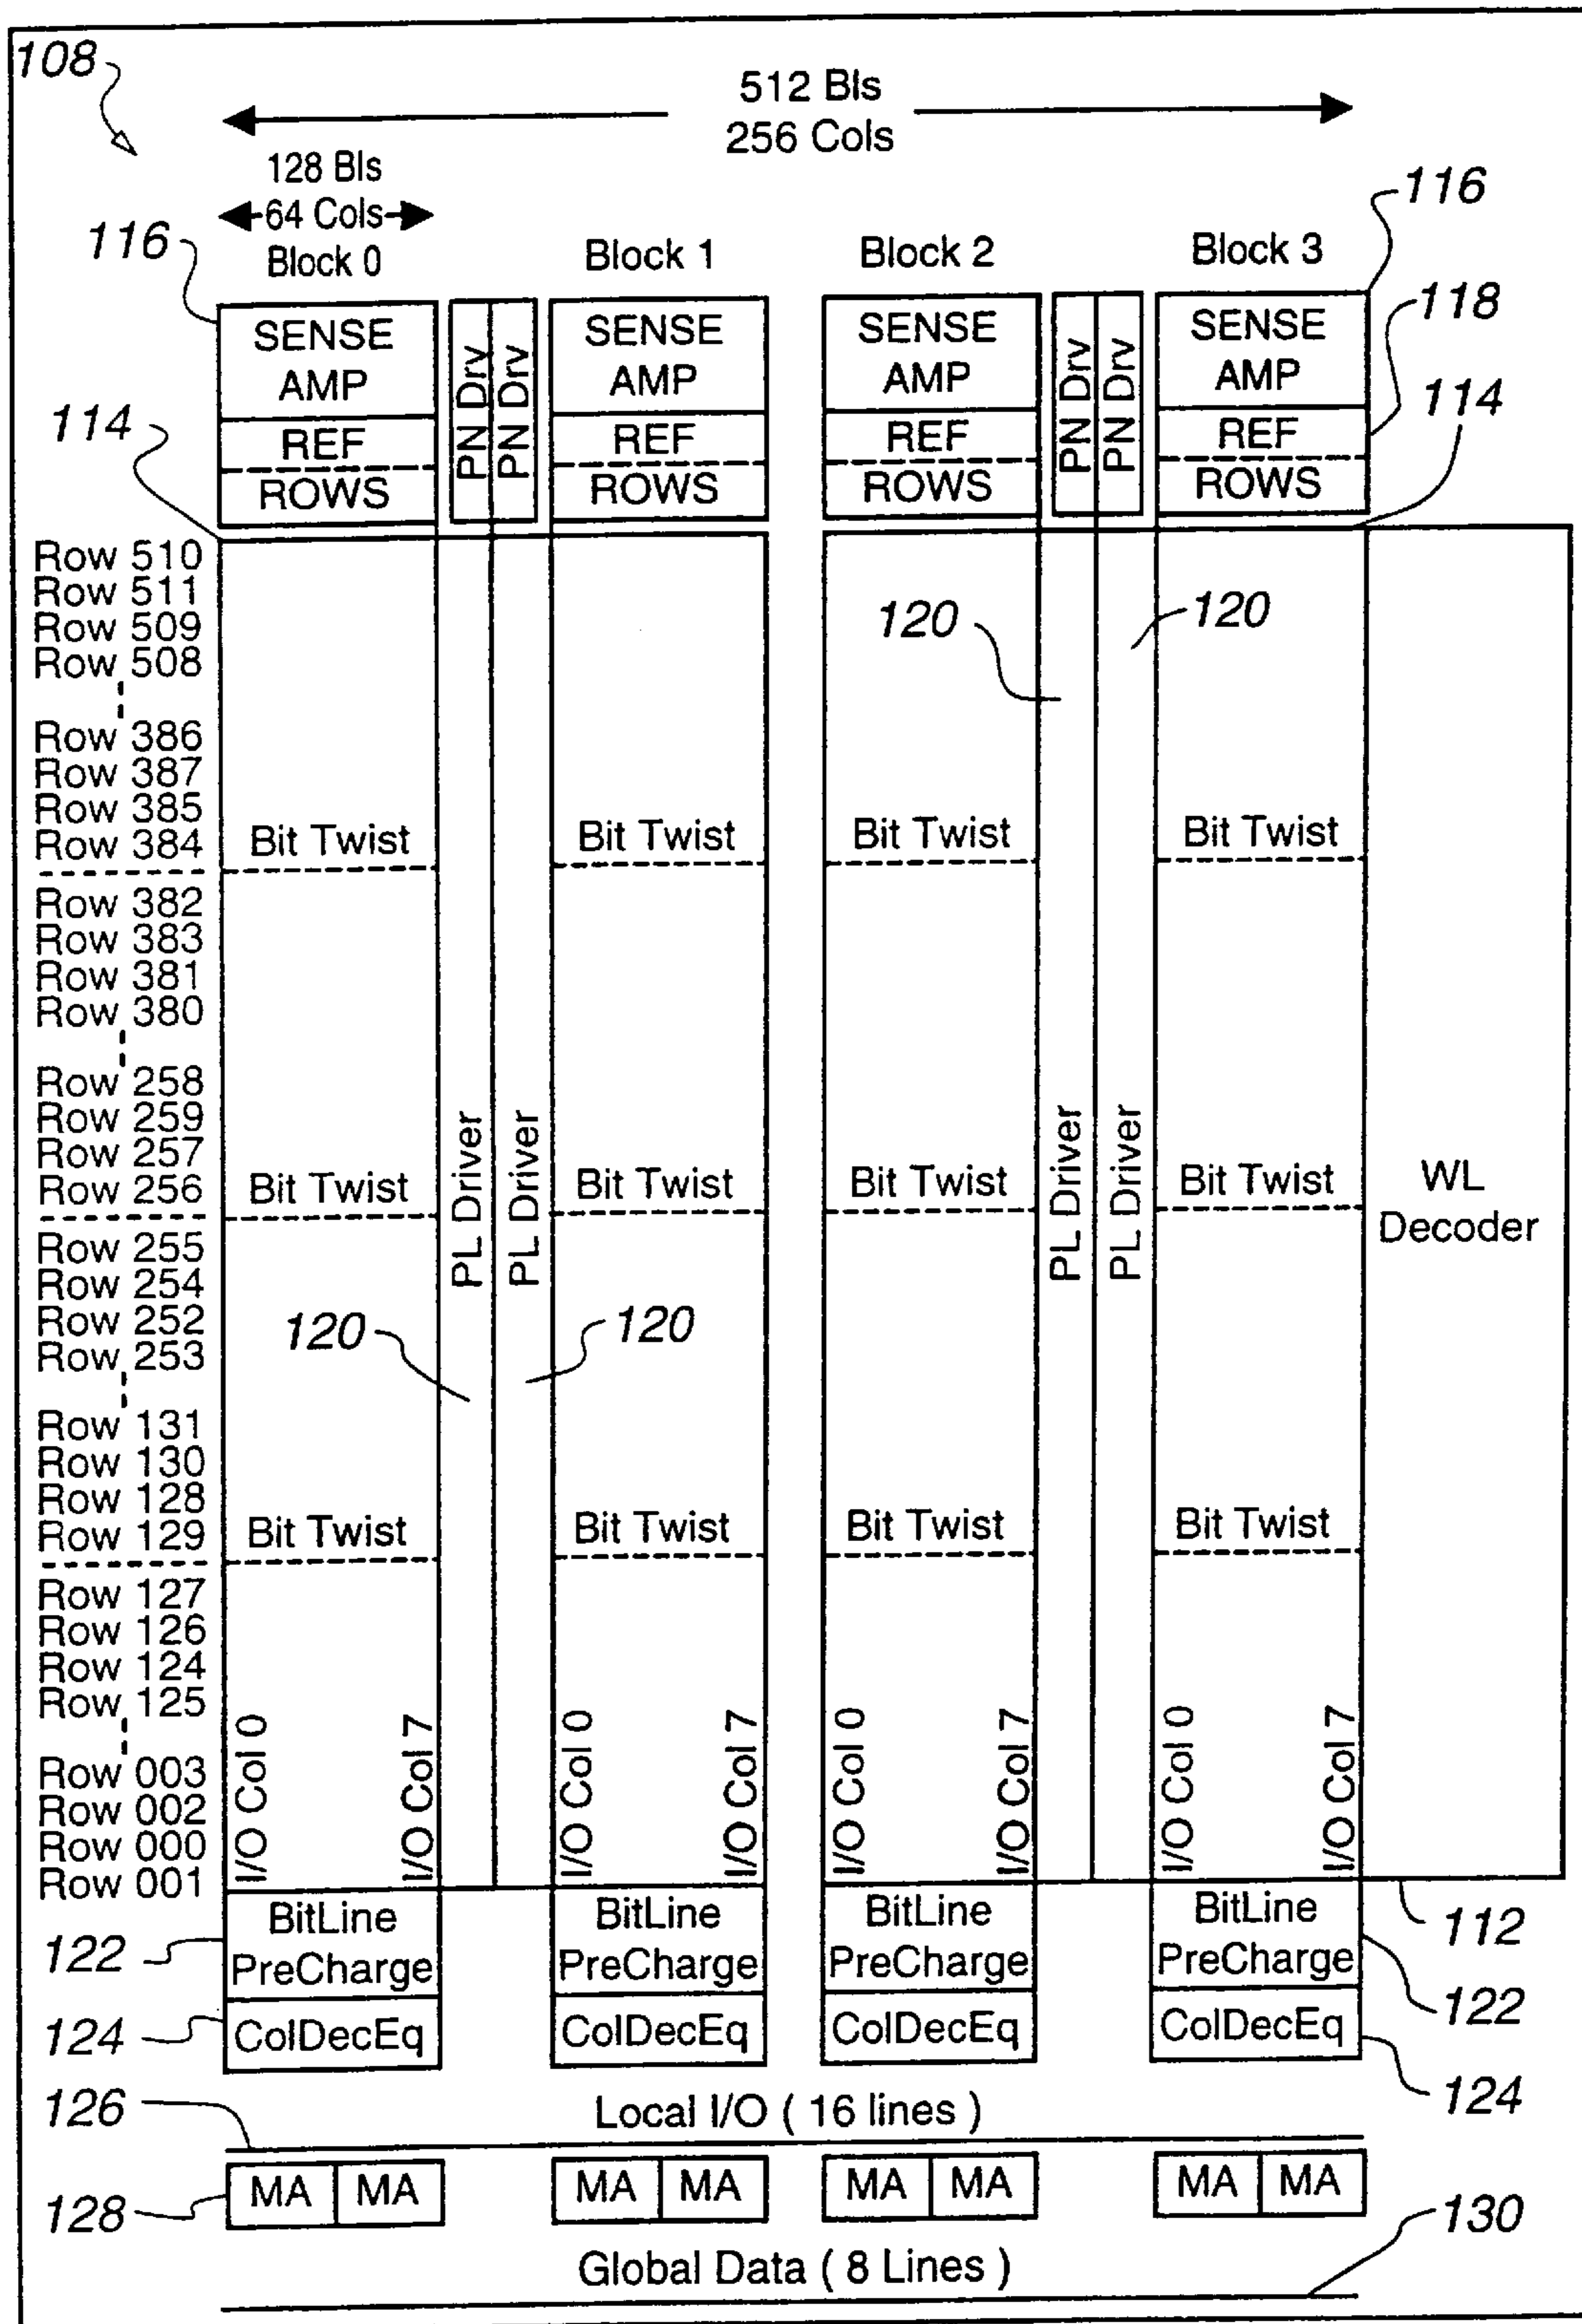 108
512 Bls
256 Cols
128 Bls
64 Cols
116
116
Block 0
Block 1
Block 2
Block 3
118
SENSE AMP
PN Drv
PN Drv
SENSE AMP
SENSE AMP
PN Drv
PN Drv
SENSE AMP
114
114
REF ROWS
REF ROWS
REF ROWS
REF ROWS
Row 510
Row 511
Row 509
Row 508
120
120
Row 386
Row 387
Row 385
Row 384
Bit Twist
Bit Twist
Bit Twist
Bit Twist
Row 382
Row 383
Row 381
Row 380
Row 258
Row 259
Row 257
Row 256
Bit Twist
Bit Twist
Bit Twist
Bit Twist
PL Driver
PL Driver
PL Driver
PL Driver
WL
Decoder
Row 255
Row 254
Row 252
Row 253
120
120
Row 131
Row 130
Row 128
Row 129
Bit Twist
Bit Twist
Bit Twist
Bit Twist
Row 127
Row 126
Row 124
Row 125
Row 003
Row 002
Row 000
Row 001
I/O Col 0
I/O Col 7
I/O Col 0
I/O Col 7
I/O Col 0
I/O Col 7
I/O Col 0
I/O Col 7
BitLine PreCharge
BitLine PreCharge
BitLine PreCharge
BitLine PreCharge
112
122
122
124
ColDecEq
ColDecEq
ColDecEq
ColDecEq
124
126
Local I/O ( 16 lines )
128
MA MA
MA MA
MA MA
MA MA
130
Global Data ( 8 Lines )